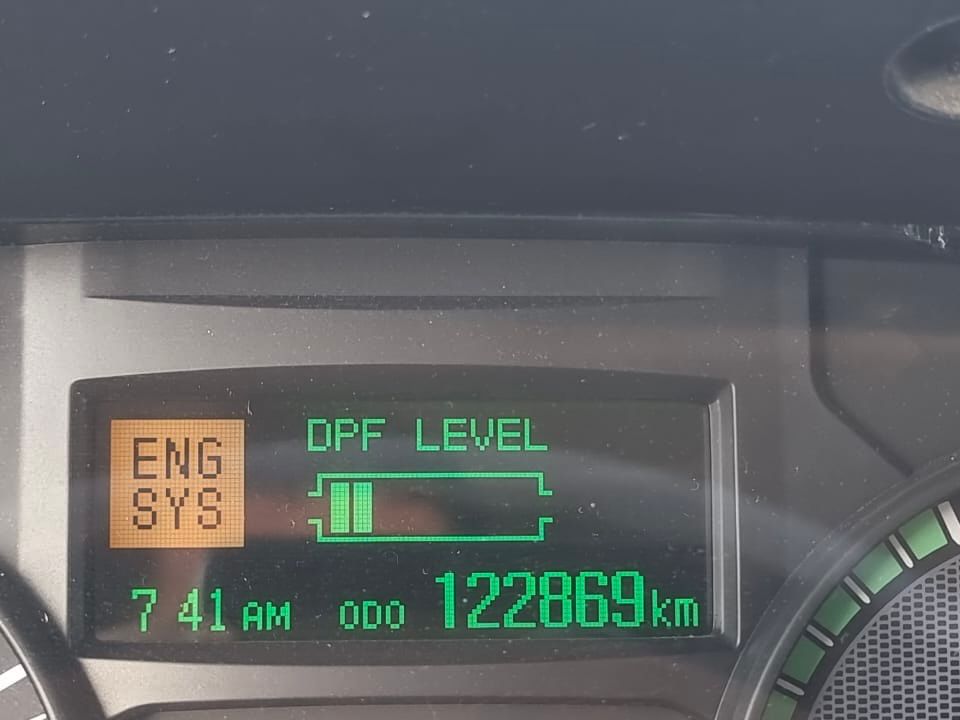 DPF LEVEL
ENG
SYS
7 41 AM ODO 122869 km